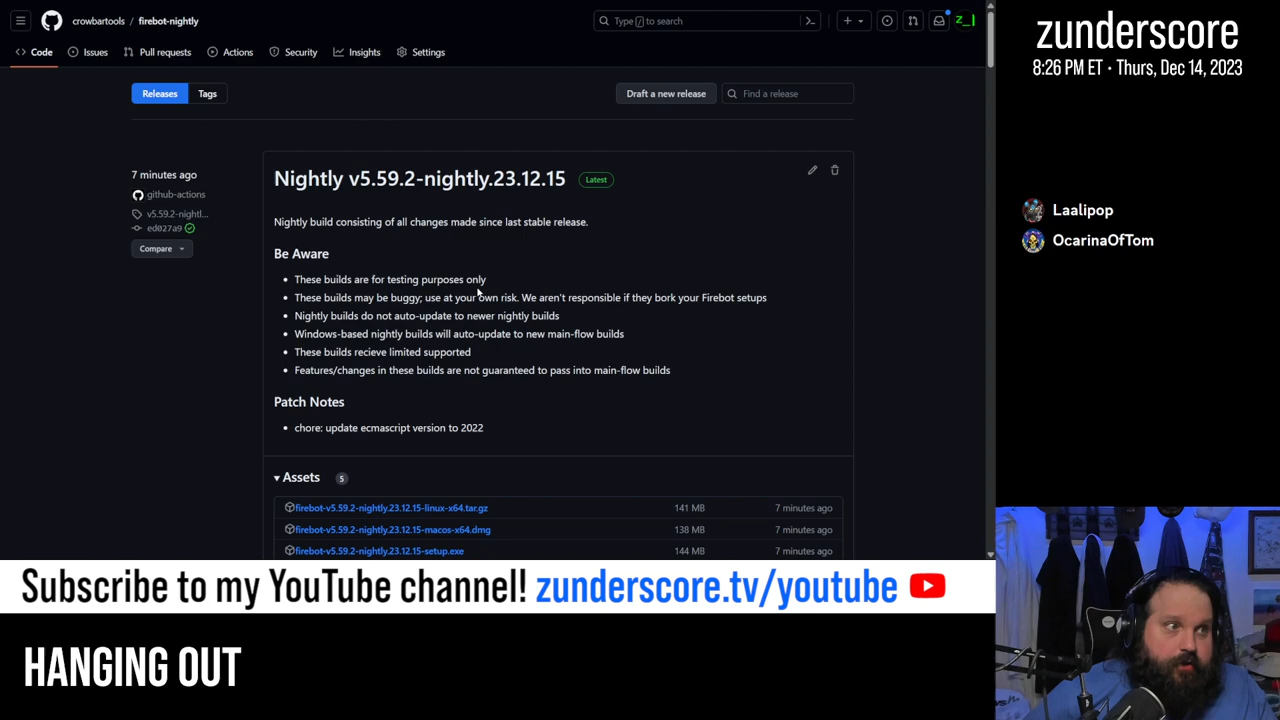 crowbartools / firebot-nightly
Type / to search
Code
Issues
Pull requests
Actions
Security
Insights
Settings
Releases
Tags
Draft a new release
Find a release
7 minutes ago
github-actions
v5.59.2-nightl...
ed027a9
Compare
Nightly v5.59.2-nightly.23.12.15
Latest
Nightly build consisting of all changes made since last stable release.
Be Aware
These builds are for testing purposes only
These builds may be buggy; use at your own risk. We aren't responsible if they bork your Firebot setups
Nightly builds do not auto-update to newer nightly builds
Windows-based nightly builds will auto-update to new main-flow builds
These builds recieve limited supported
Features/changes in these builds are not guaranteed to pass into main-flow builds
Patch Notes
chore: update ecmascript version to 2022
Assets 5
firebot-v5.59.2-nightly.23.12.15-linux-x64.tar.gz 141 MB 7 minutes ago
firebot-v5.59.2-nightly.23.12.15-macos-x64.dmg 138 MB 7 minutes ago
firebot-v5.59.2-nightly.23.12.15-setup.exe 144 MB 7 minutes ago
zunderscore
8:26 PM ET • Thurs, Dec 14, 2023
Laalipop
OcarinaOfTom
Subscribe to my YouTube channel! zunderscore.tv/youtube
HANGING OUT